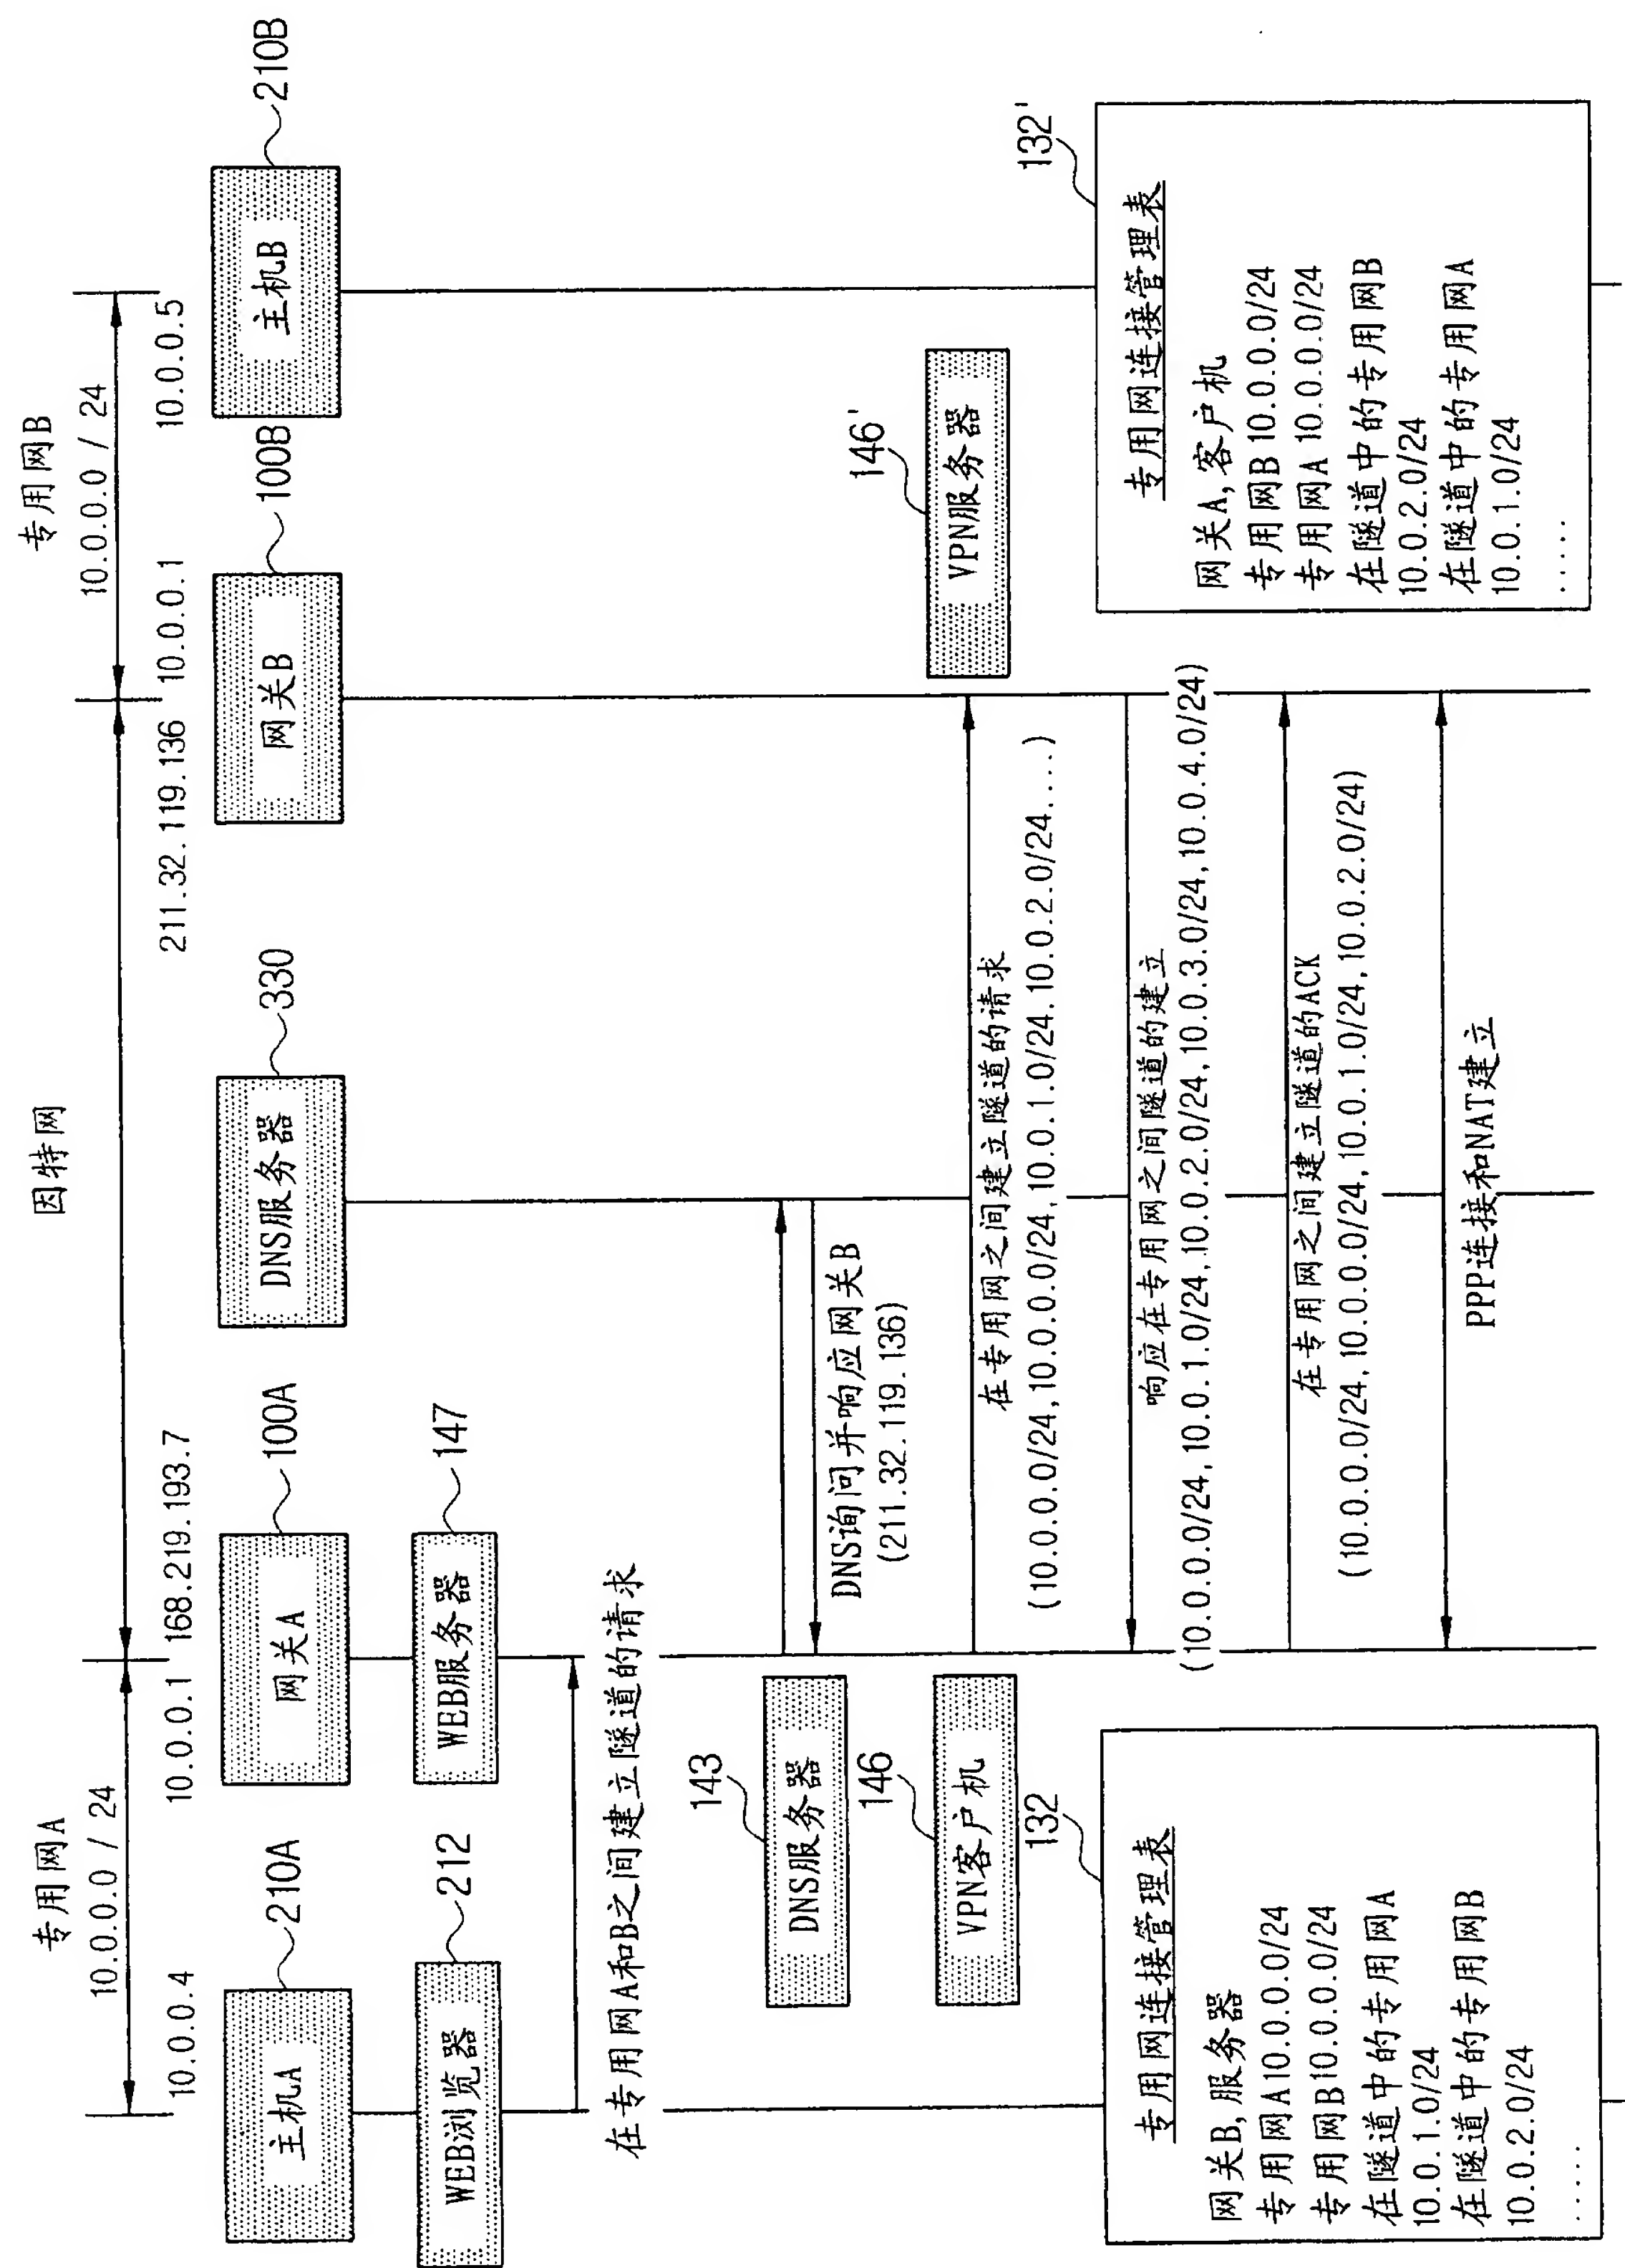 专用网A
因特网
专用网B
10.0.0.0 / 24
10.0.0.0 / 24
10.0.0.4
10.0.0.1
168.219.193.7
211.32.119.136
10.0.0.1
10.0.0.5
主机A
210A
网关A
100A
DNS服务器
330
网关B
100B
主机B
210B
WEB浏览器
212
WEB服务器
147
在专用网A和B之间建立隧道的请求
143
DNS服务器
DNS询问并响应网关B
(211.32.119.136)
146
VPN客户机
146'
VPN服务器
在专用网之间建立隧道的请求
(10.0.0.0/24,10.0.0.0/24,10.0.1.0/24.10.0.2.0/24....)
响应在专用网之间隧道的建立
(10.0.0.0/24,10.0.1.0/24,10.0.2.0/24,10.0.3.0/24,10.0.4.0/24)
在专用网之间建立隧道的ACK
(10.0.0.0/24,10.0.0.0/24,10.0.1.0/24,10.0.2.0/24)
PPP连接和NAT建立
132
专用网连接管理表
网关B,服务器
专用网A10.0.0.0/24
专用网B10.0.0.0/24
在隧道中的专用网A
10.0.1.0/24
在隧道中的专用网B
10.0.2.0/24
.....
132'
专用网连接管理表
网关A,客户机
专用网B 10.0.0.0/24
专用网A 10.0.0.0/24
在隧道中的专用网B
10.0.2.0/24
在隧道中的专用网A
10.0.1.0/24
.....